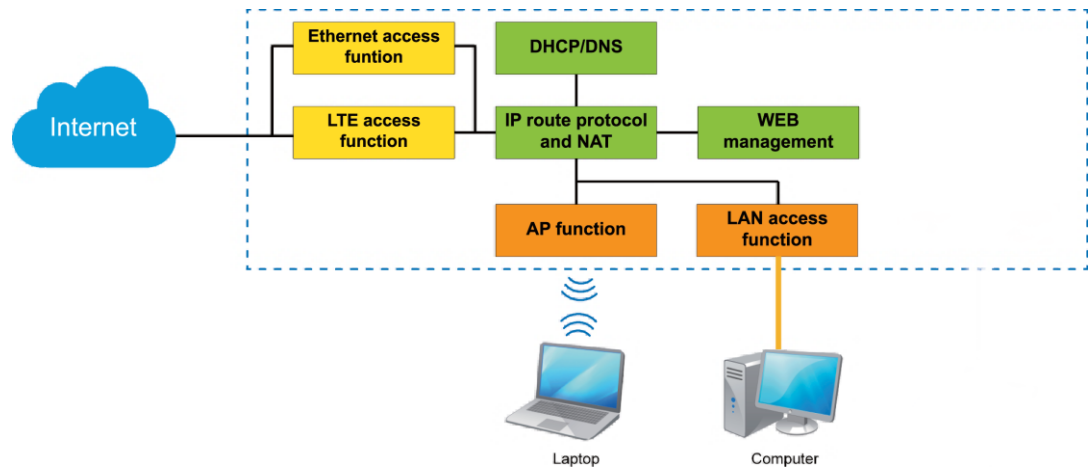 Ethernet access
funtion
DHCP/DNS
Internet
LTE access
function
IP route protocol
and NAT
WEB
management
AP function
LAN access
function
Laptop
Computer